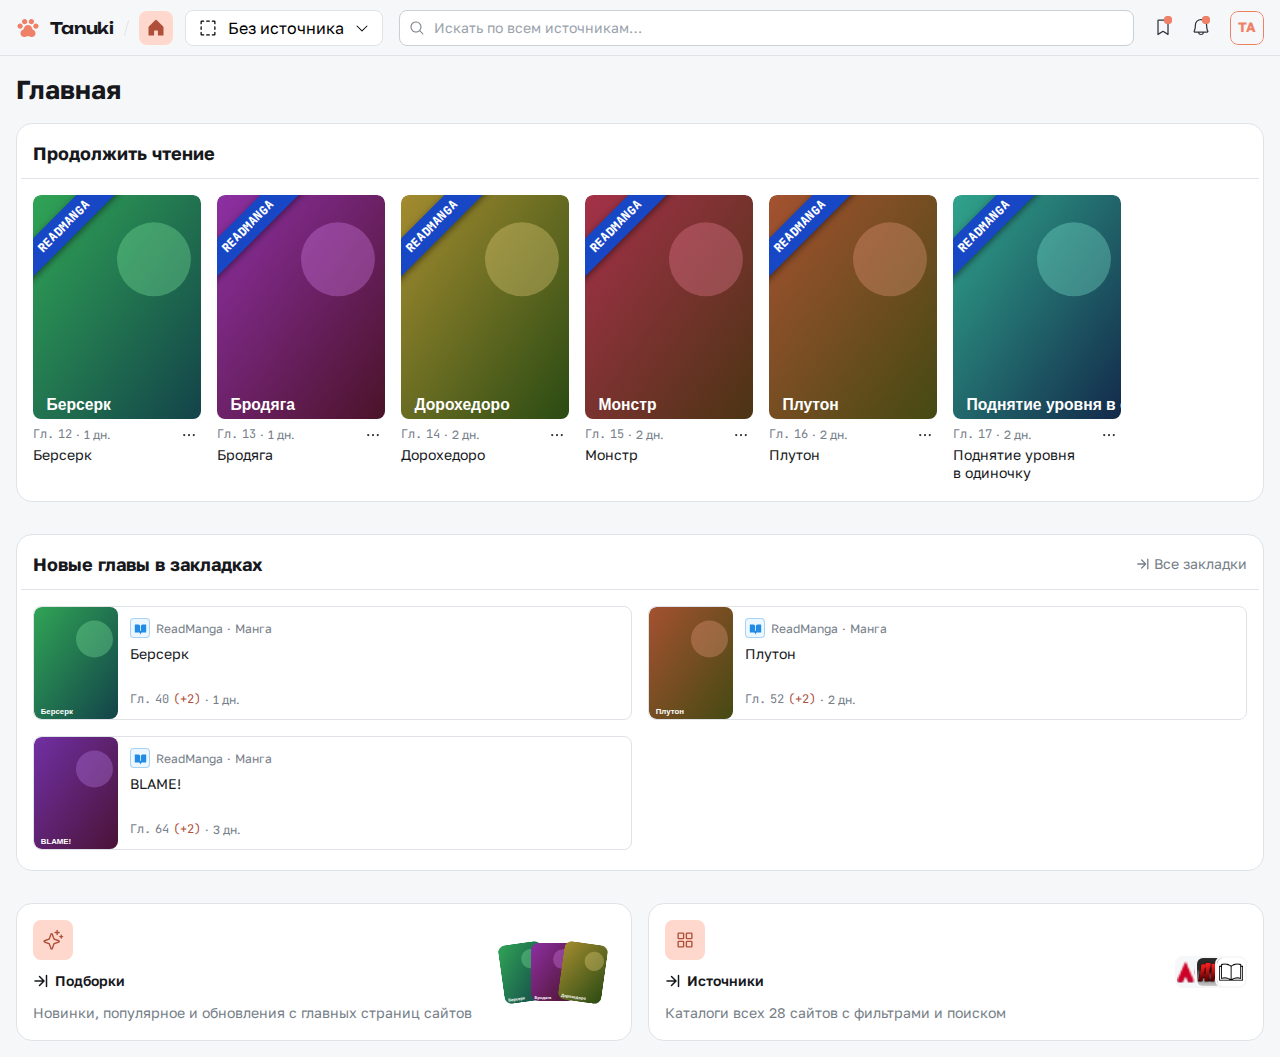 Tanuki
Без источника
Искать по всем источникам...
TA
Главная
Продолжить чтение
READMANGA
READMANGA
READMANGA
READMANGA
READMANGA
READMANGA
Берсерк
Бродяга
Дорохедоро
Монстр
Плутон
Поднятие уровня в
Гл. 12 · 1 дн.
Гл. 13 · 1 дн.
Гл. 14 · 2 дн.
Гл. 15 · 2 дн.
Гл. 16 · 2 дн.
Гл. 17 · 2 дн.
Берсерк
Бродяга
Дорохедоро
Монстр
Плутон
Поднятие уровня
в одиночку
Новые главы в закладках
Все закладки
ReadManga · Манга
Берсерк
Гл. 40 (+2) · 1 дн.
Берсерк
ReadManga · Манга
Плутон
Гл. 52 (+2) · 2 дн.
Плутон
ReadManga · Манга
BLAME!
Гл. 64 (+2) · 3 дн.
BLAME!
Подборки
Новинки, популярное и обновления с главных страниц сайтов
Берсерк
Бродяга
Дорохедоро
Источники
Каталоги всех 28 сайтов с фильтрами и поиском